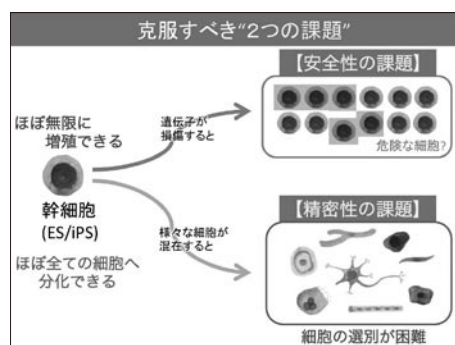 克服すべき“2つの課題”
【安全性の課題】
ほぼ無限に
増殖できる
遺伝子が
損傷すると
危険な細胞?
幹細胞
(ES/iPS)
【精密性の課題】
様々な細胞が
混在すると
ほぼ全ての細胞へ
分化できる
細胞の選別が困難